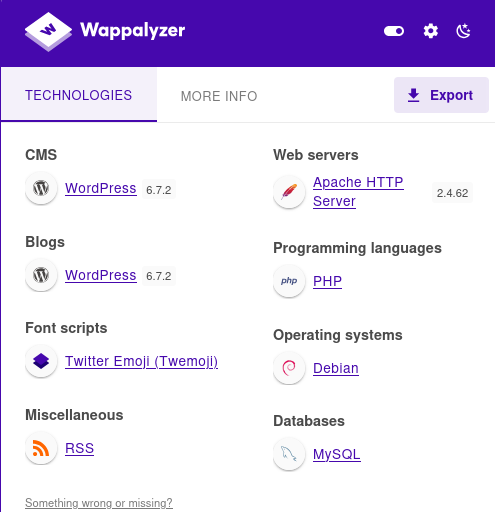 Wappalyzer
TECHNOLOGIES
MORE INFO
Export
CMS
WordPress 6.7.2
Blogs
WordPress 6.7.2
Font scripts
Twitter Emoji (Twemoji)
Miscellaneous
RSS
Web servers
Apache HTTP
Server 2.4.62
Programming languages
php PHP
Operating systems
Debian
Databases
MySQL
Something wrong or missing?